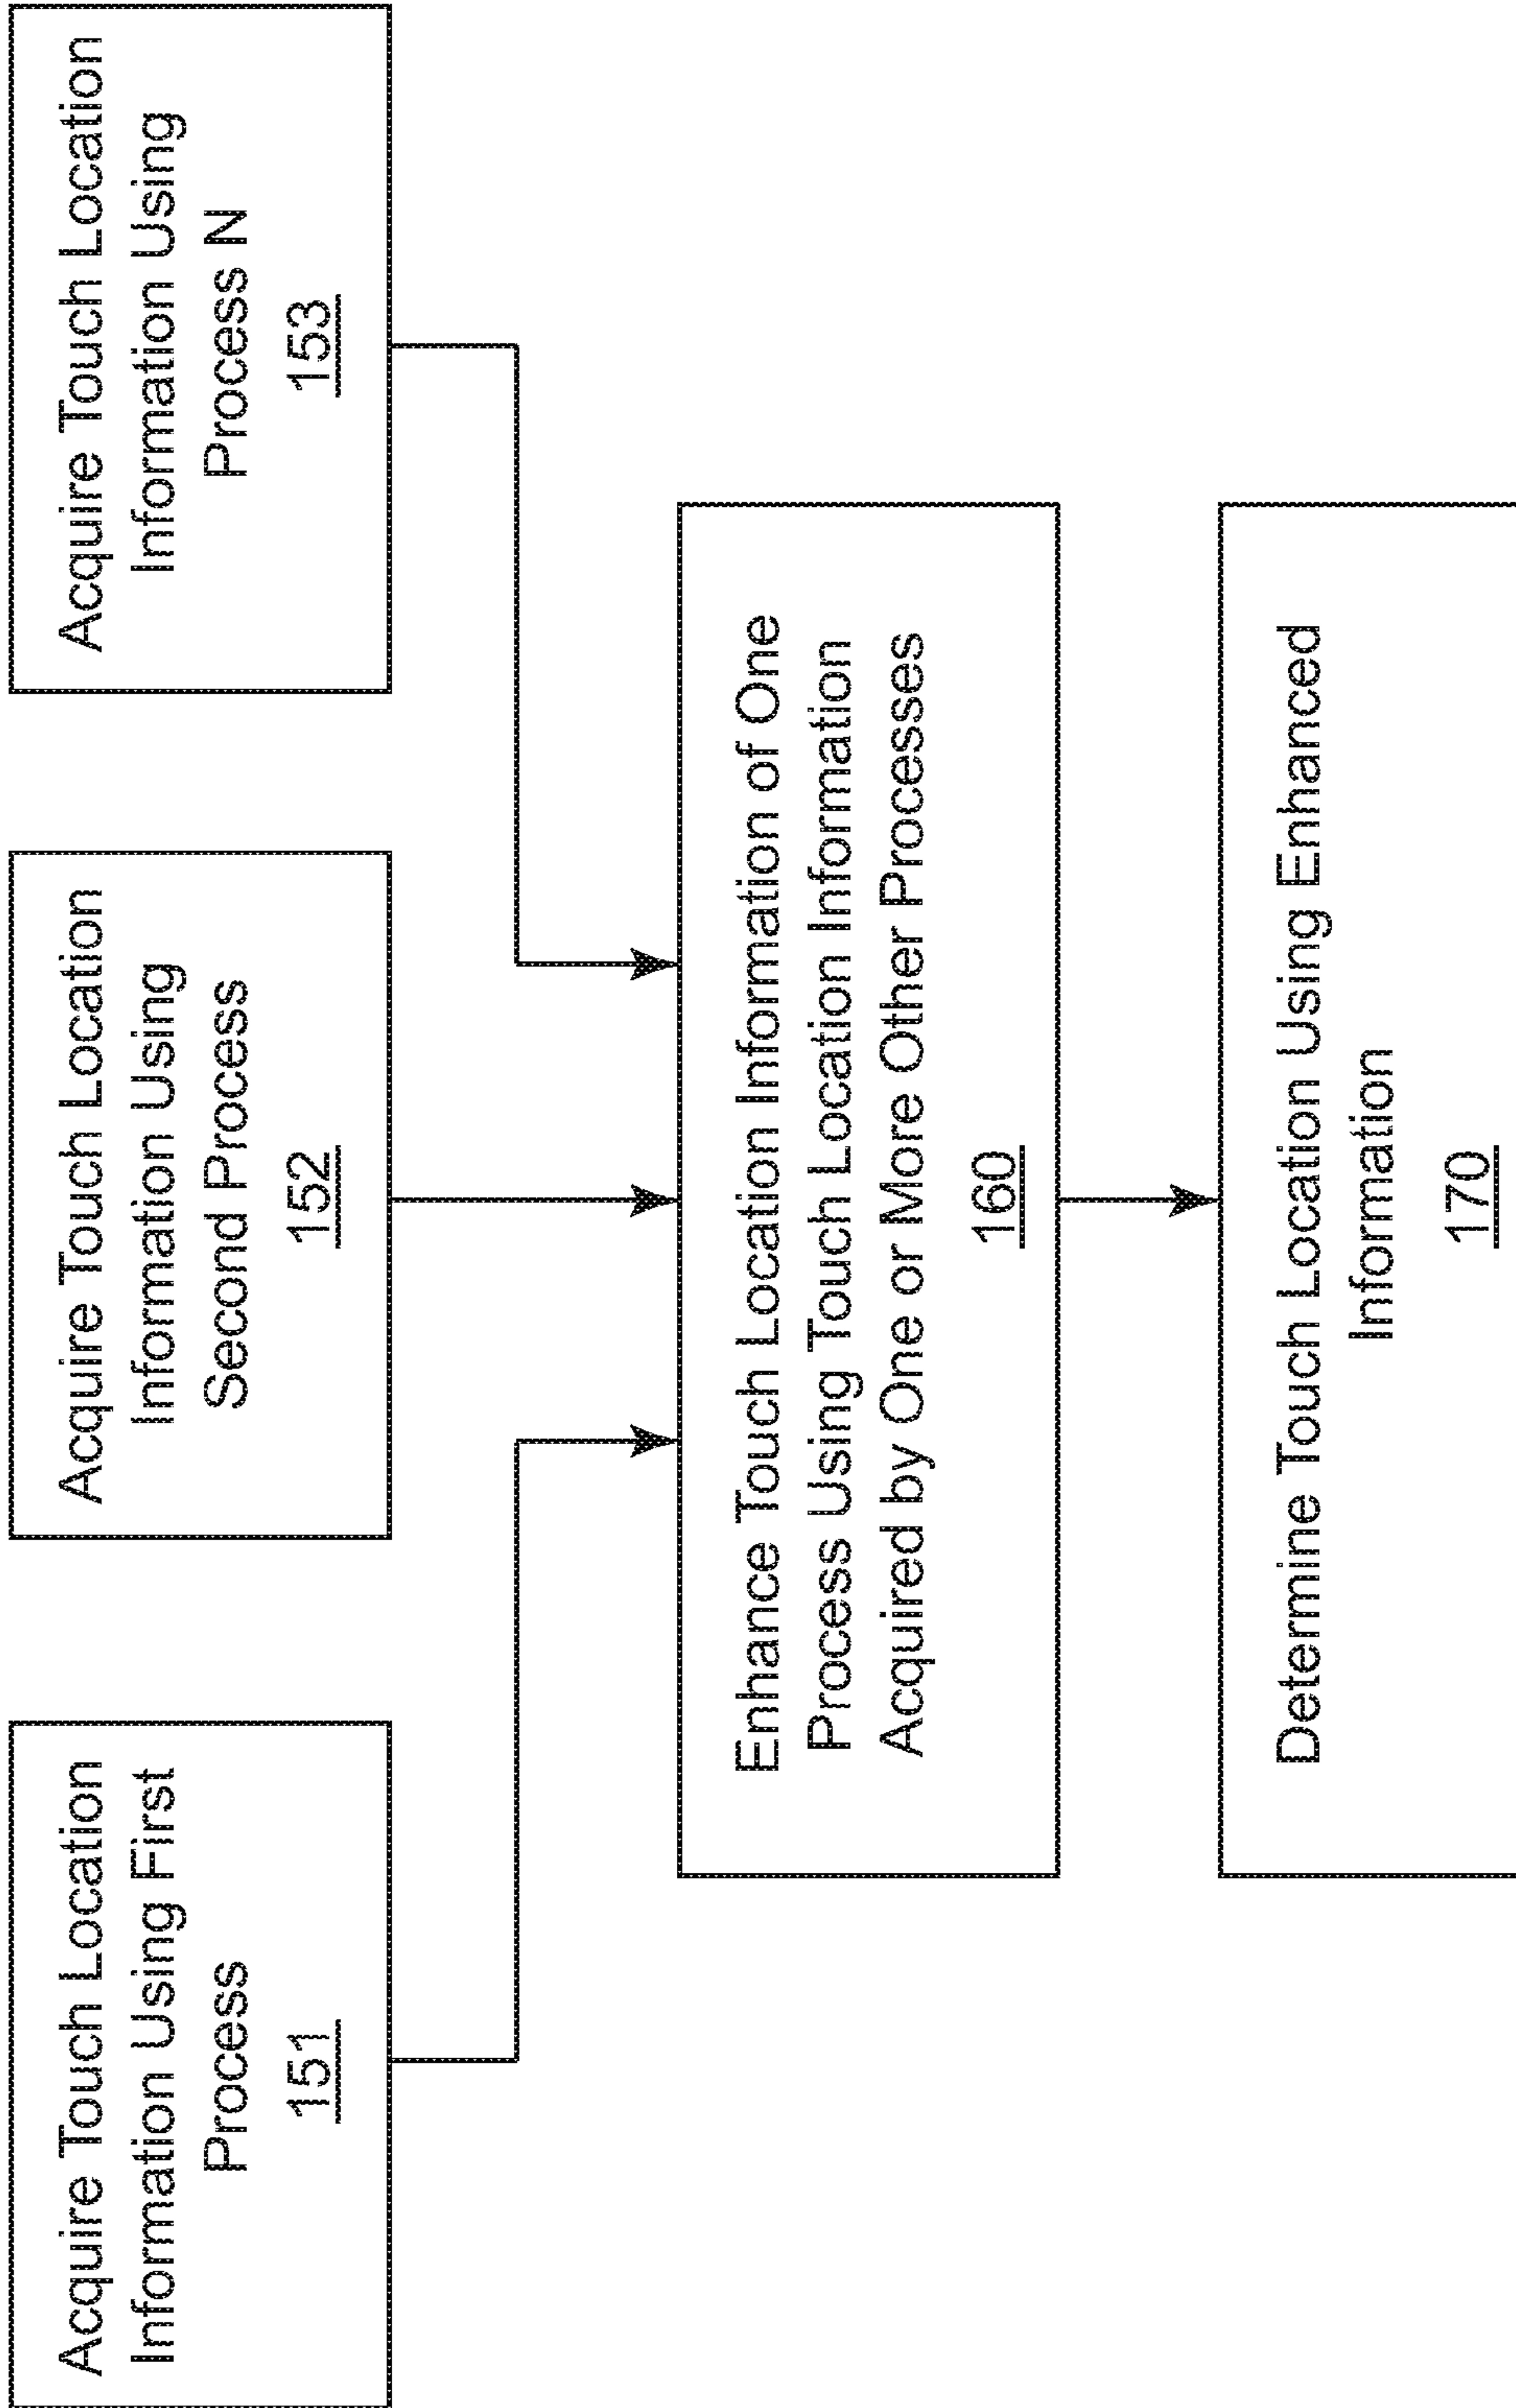 Acquire Touch Location
Information Using First
Process
151
Acquire Touch Location
Information Using
Second Process
152
Acquire Touch Location
Information Using
Process N
153
Enhance Touch Location Information of One
Process Using Touch Location Information
Acquired by One or More Other Processes
160
Determine Touch Location Using Enhanced
Information
170